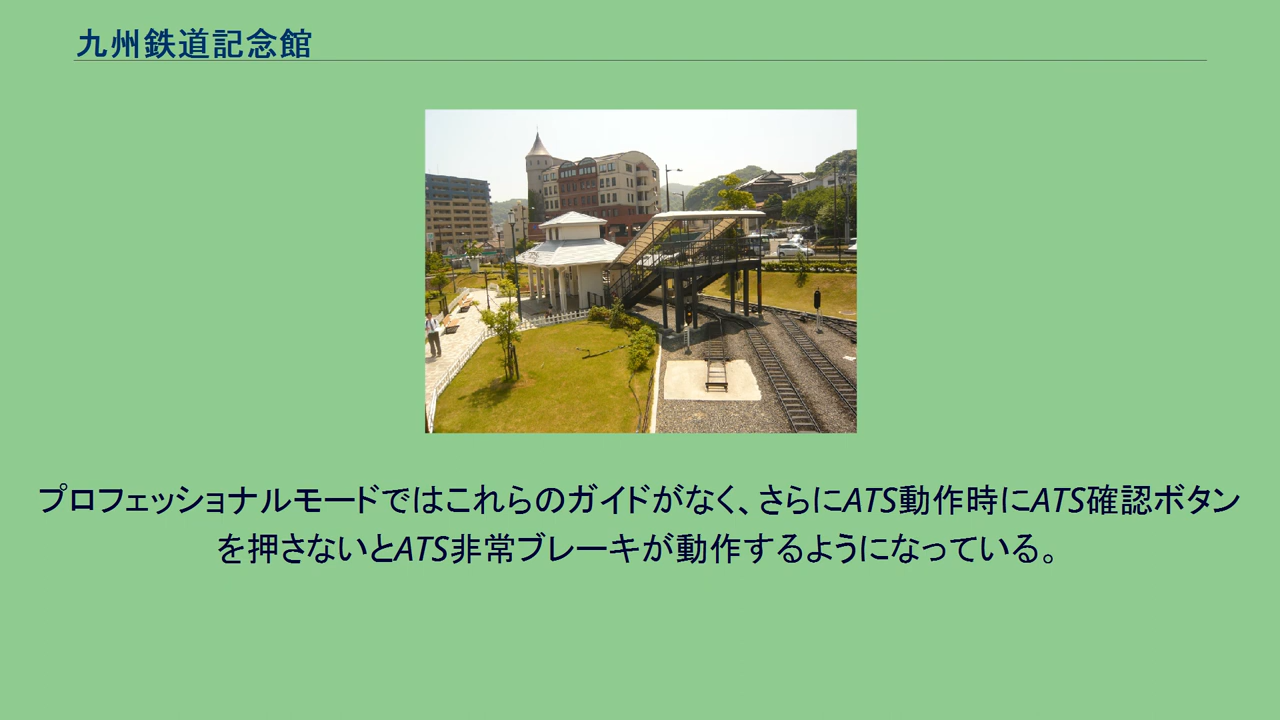 九州鉄道記念館
プロフェッショナルモードではこれらのガイドがなく、さらにATS動作時にATS確認ボタン
を押さないとATS非常ブレーキが動作するようになっている。